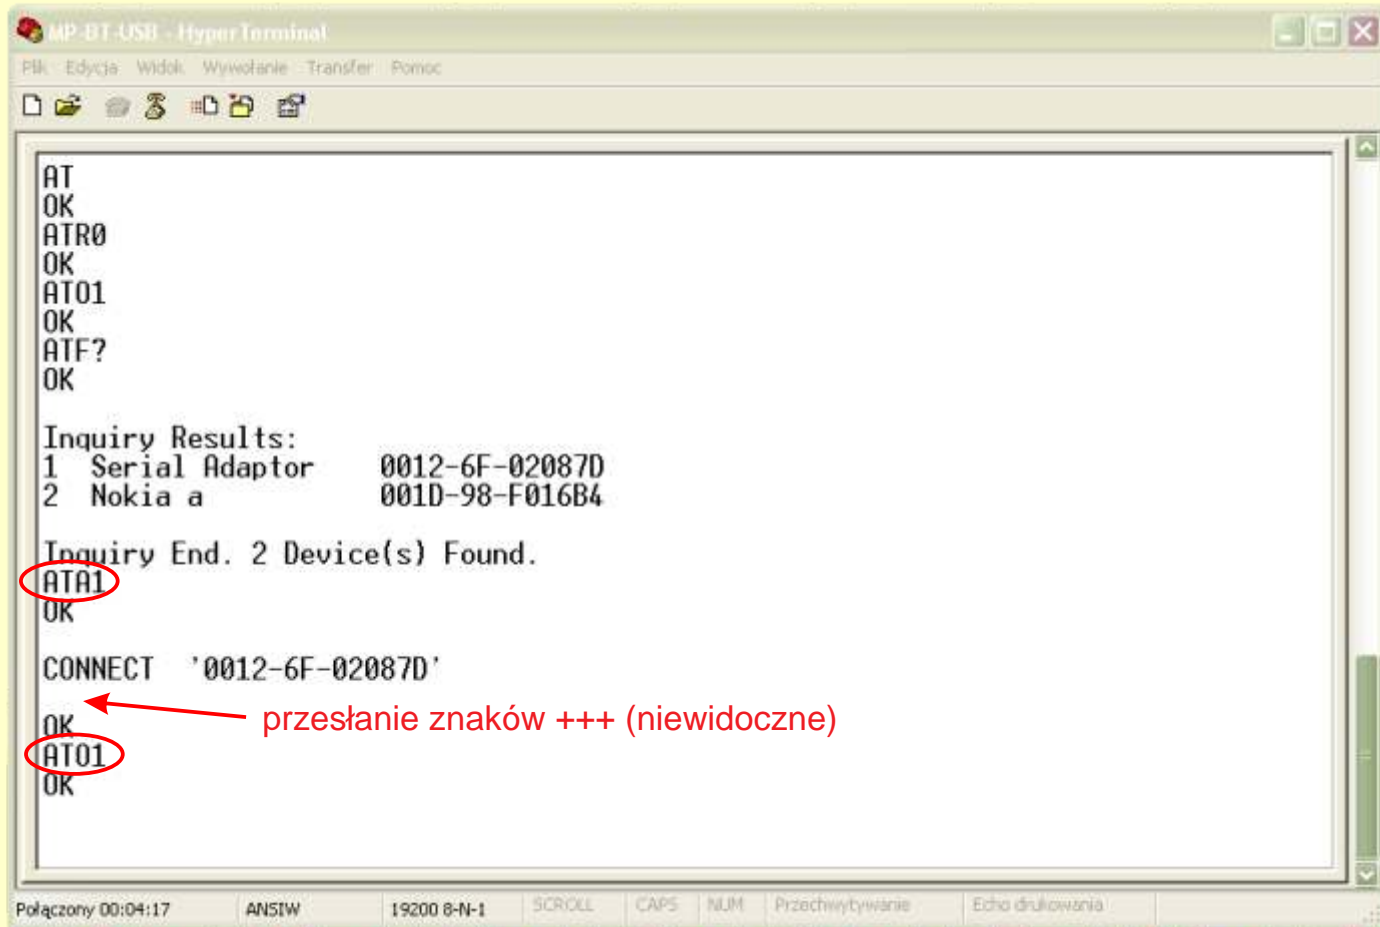 MP-BT-USB - HyperTerminal
Plik Edycja Widok Wywołanie Transfer Pomoc
AT
OK
ATR0
OK
ATO1
OK
ATF?
OK
Inquiry Results:
1 Serial Adaptor 0012-6F-02087D
2 Nokia a 001D-98-F016B4
Inquiry End. 2 Device(s) Found.
ATA1
OK
CONNECT '0012-6F-02087D'
przesłanie znaków +++ (niewidoczne)
OK
ATO1
OK
Połączony 00:04:17 ANSIW 19200 8-N-1 SCROLL CAPS NUM Przechwytywanie Echo drukowania